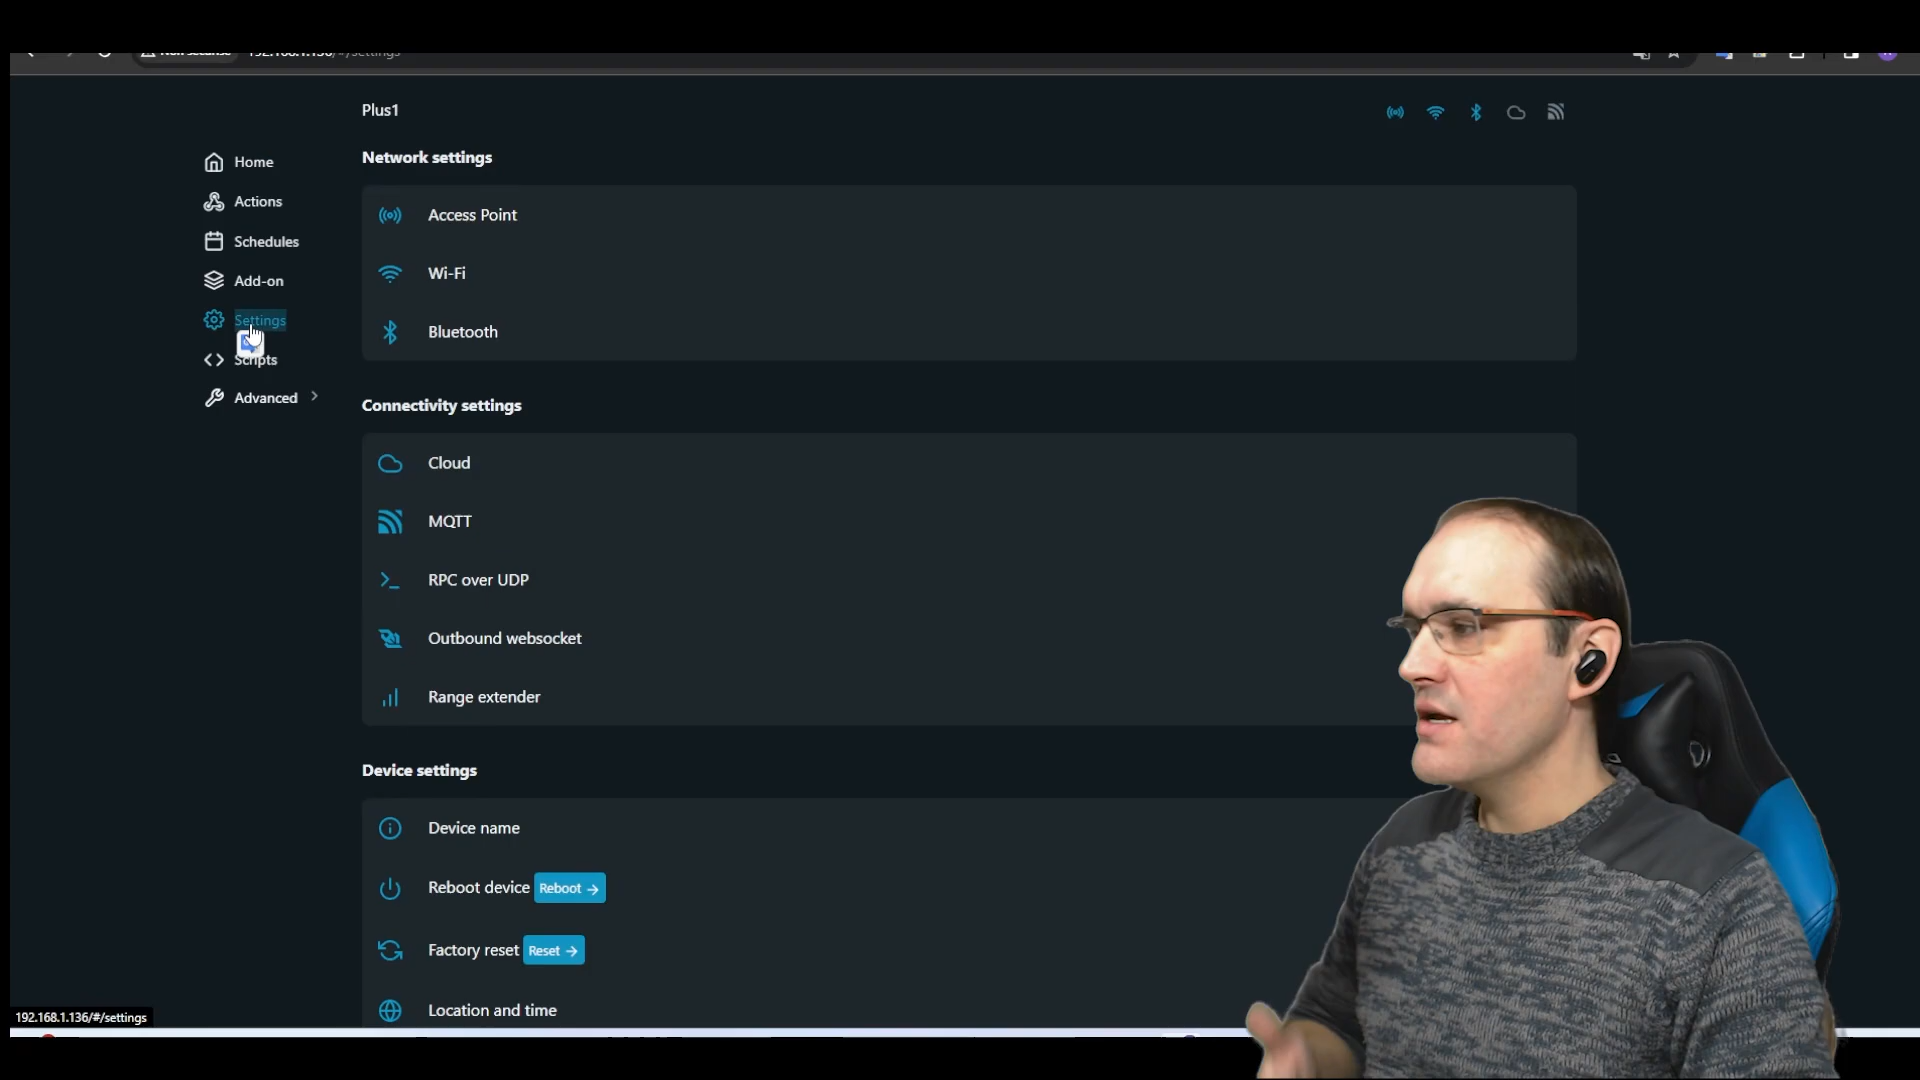 Plus1
Home
Actions
Schedules
Add-on
Settings
Scripts
Advanced
Network settings
Access Point
Wi-Fi
Bluetooth
Connectivity settings
Cloud
MQTT
RPC over UDP
Outbound websocket
Range extender
Device settings
Device name
Reboot device Reboot →
Factory reset Reset →
Location and time
192.168.1.136/#/settings